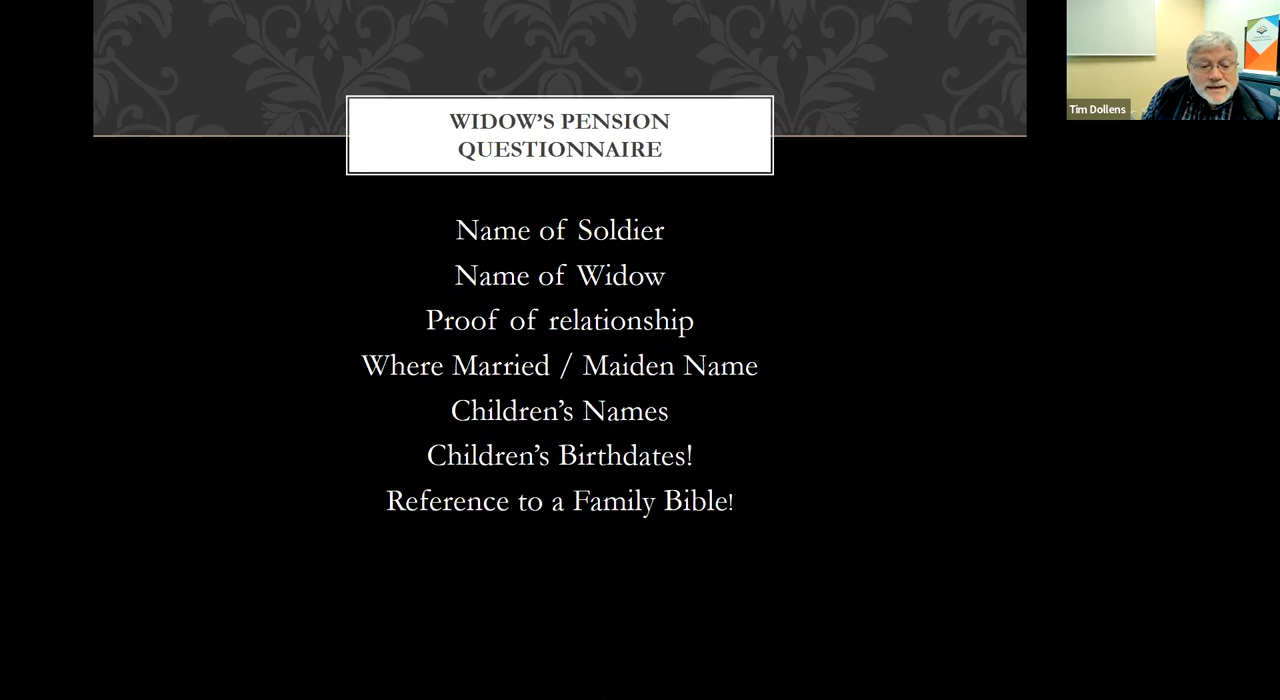 WIDOW'S PENSION
QUESTIONNAIRE
Name of Soldier
Name of Widow
Proof of relationship
Where Married / Maiden Name
Children's Names
Children's Birthdates!
Reference to a Family Bible!
Tim Dollens